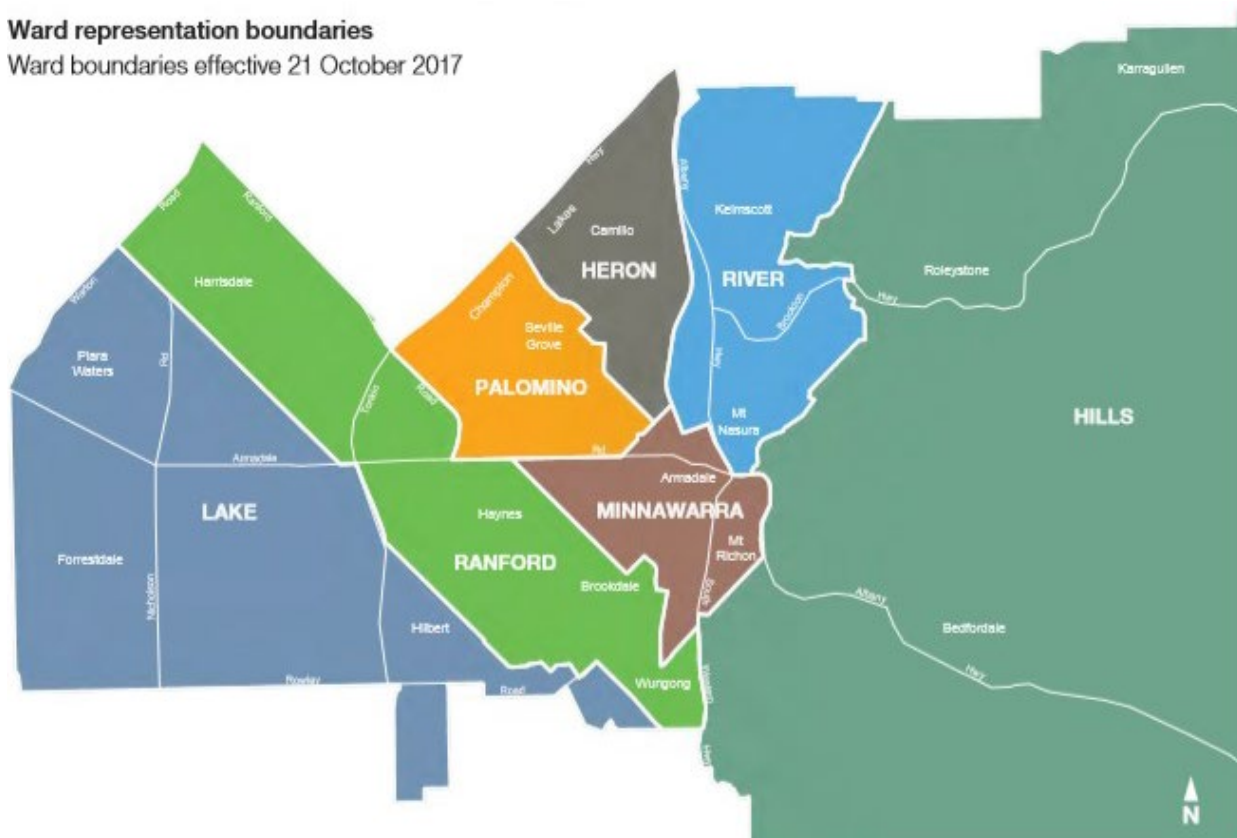 Ward representation boundaries
Ward boundaries effective 21 October 2017
Karragullen
Road
Ranford
Albany
Hwy
Lakes
Kelmscott
Camillo
HERON
RIVER
Roleystone
Harrisdale
Warton
Champion
Hwy
Brookton
Seville
Grove
Piara
Waters
Rd
PALOMINO
Tonkin
Road
Hwy
Mt
Nasura
HILLS
Armadale
Rd
Armadale
LAKE
Haynes
MINNAWARRA
Mt
Richon
Forrestdale
RANFORD
Nicholson
Brookdale
South
Albany
Hilbert
Bedfordale
Rowley
Road
Wungong
Western
Hwy
Hwy
N